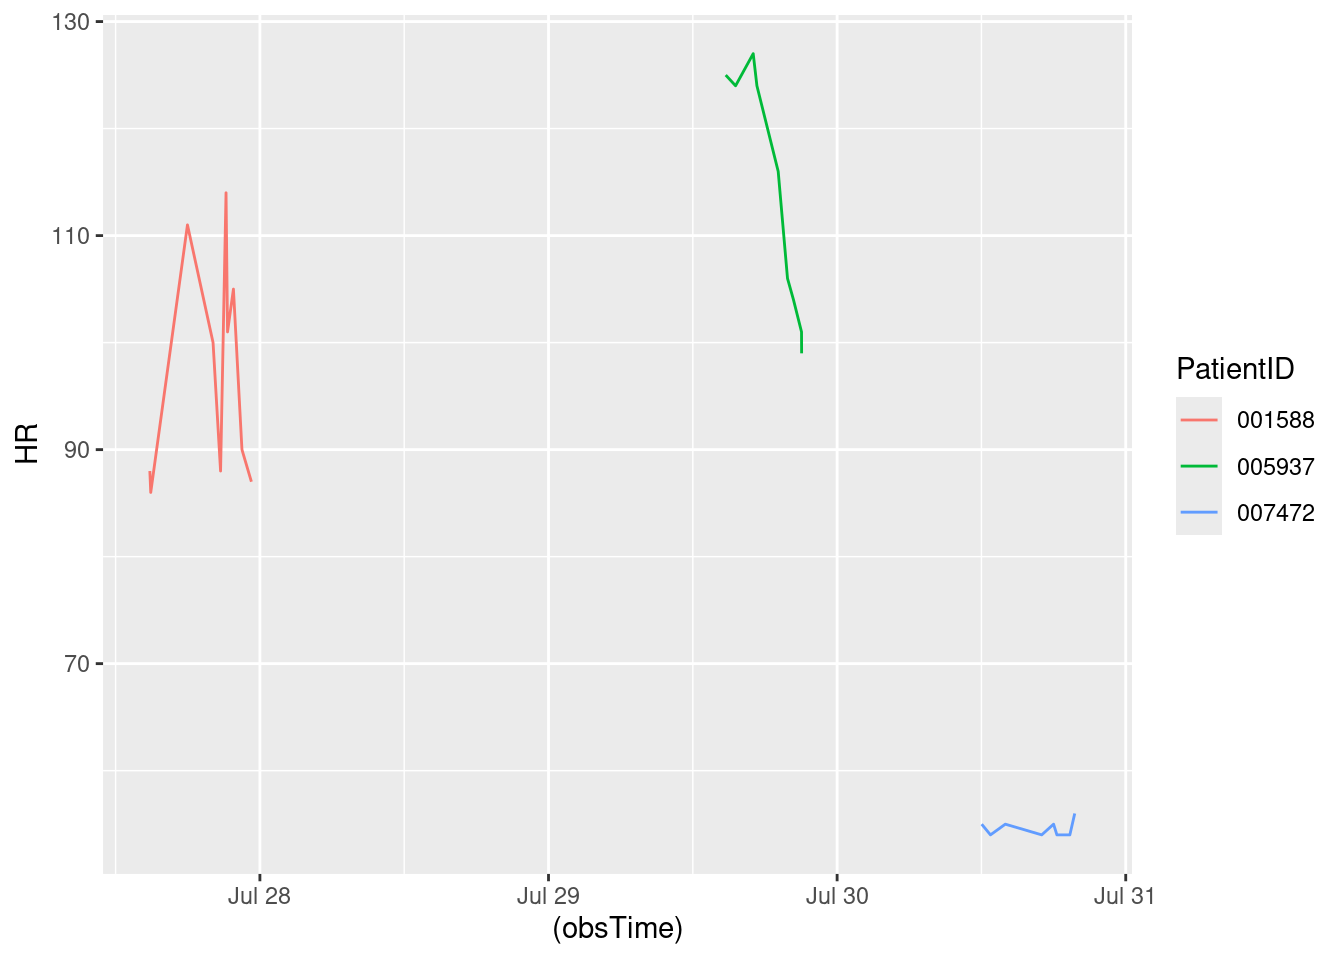 130
110
90
70
HR
Jul 28
Jul 29
Jul 30
Jul 31
(obsTime)
PatientID
001588
005937
007472